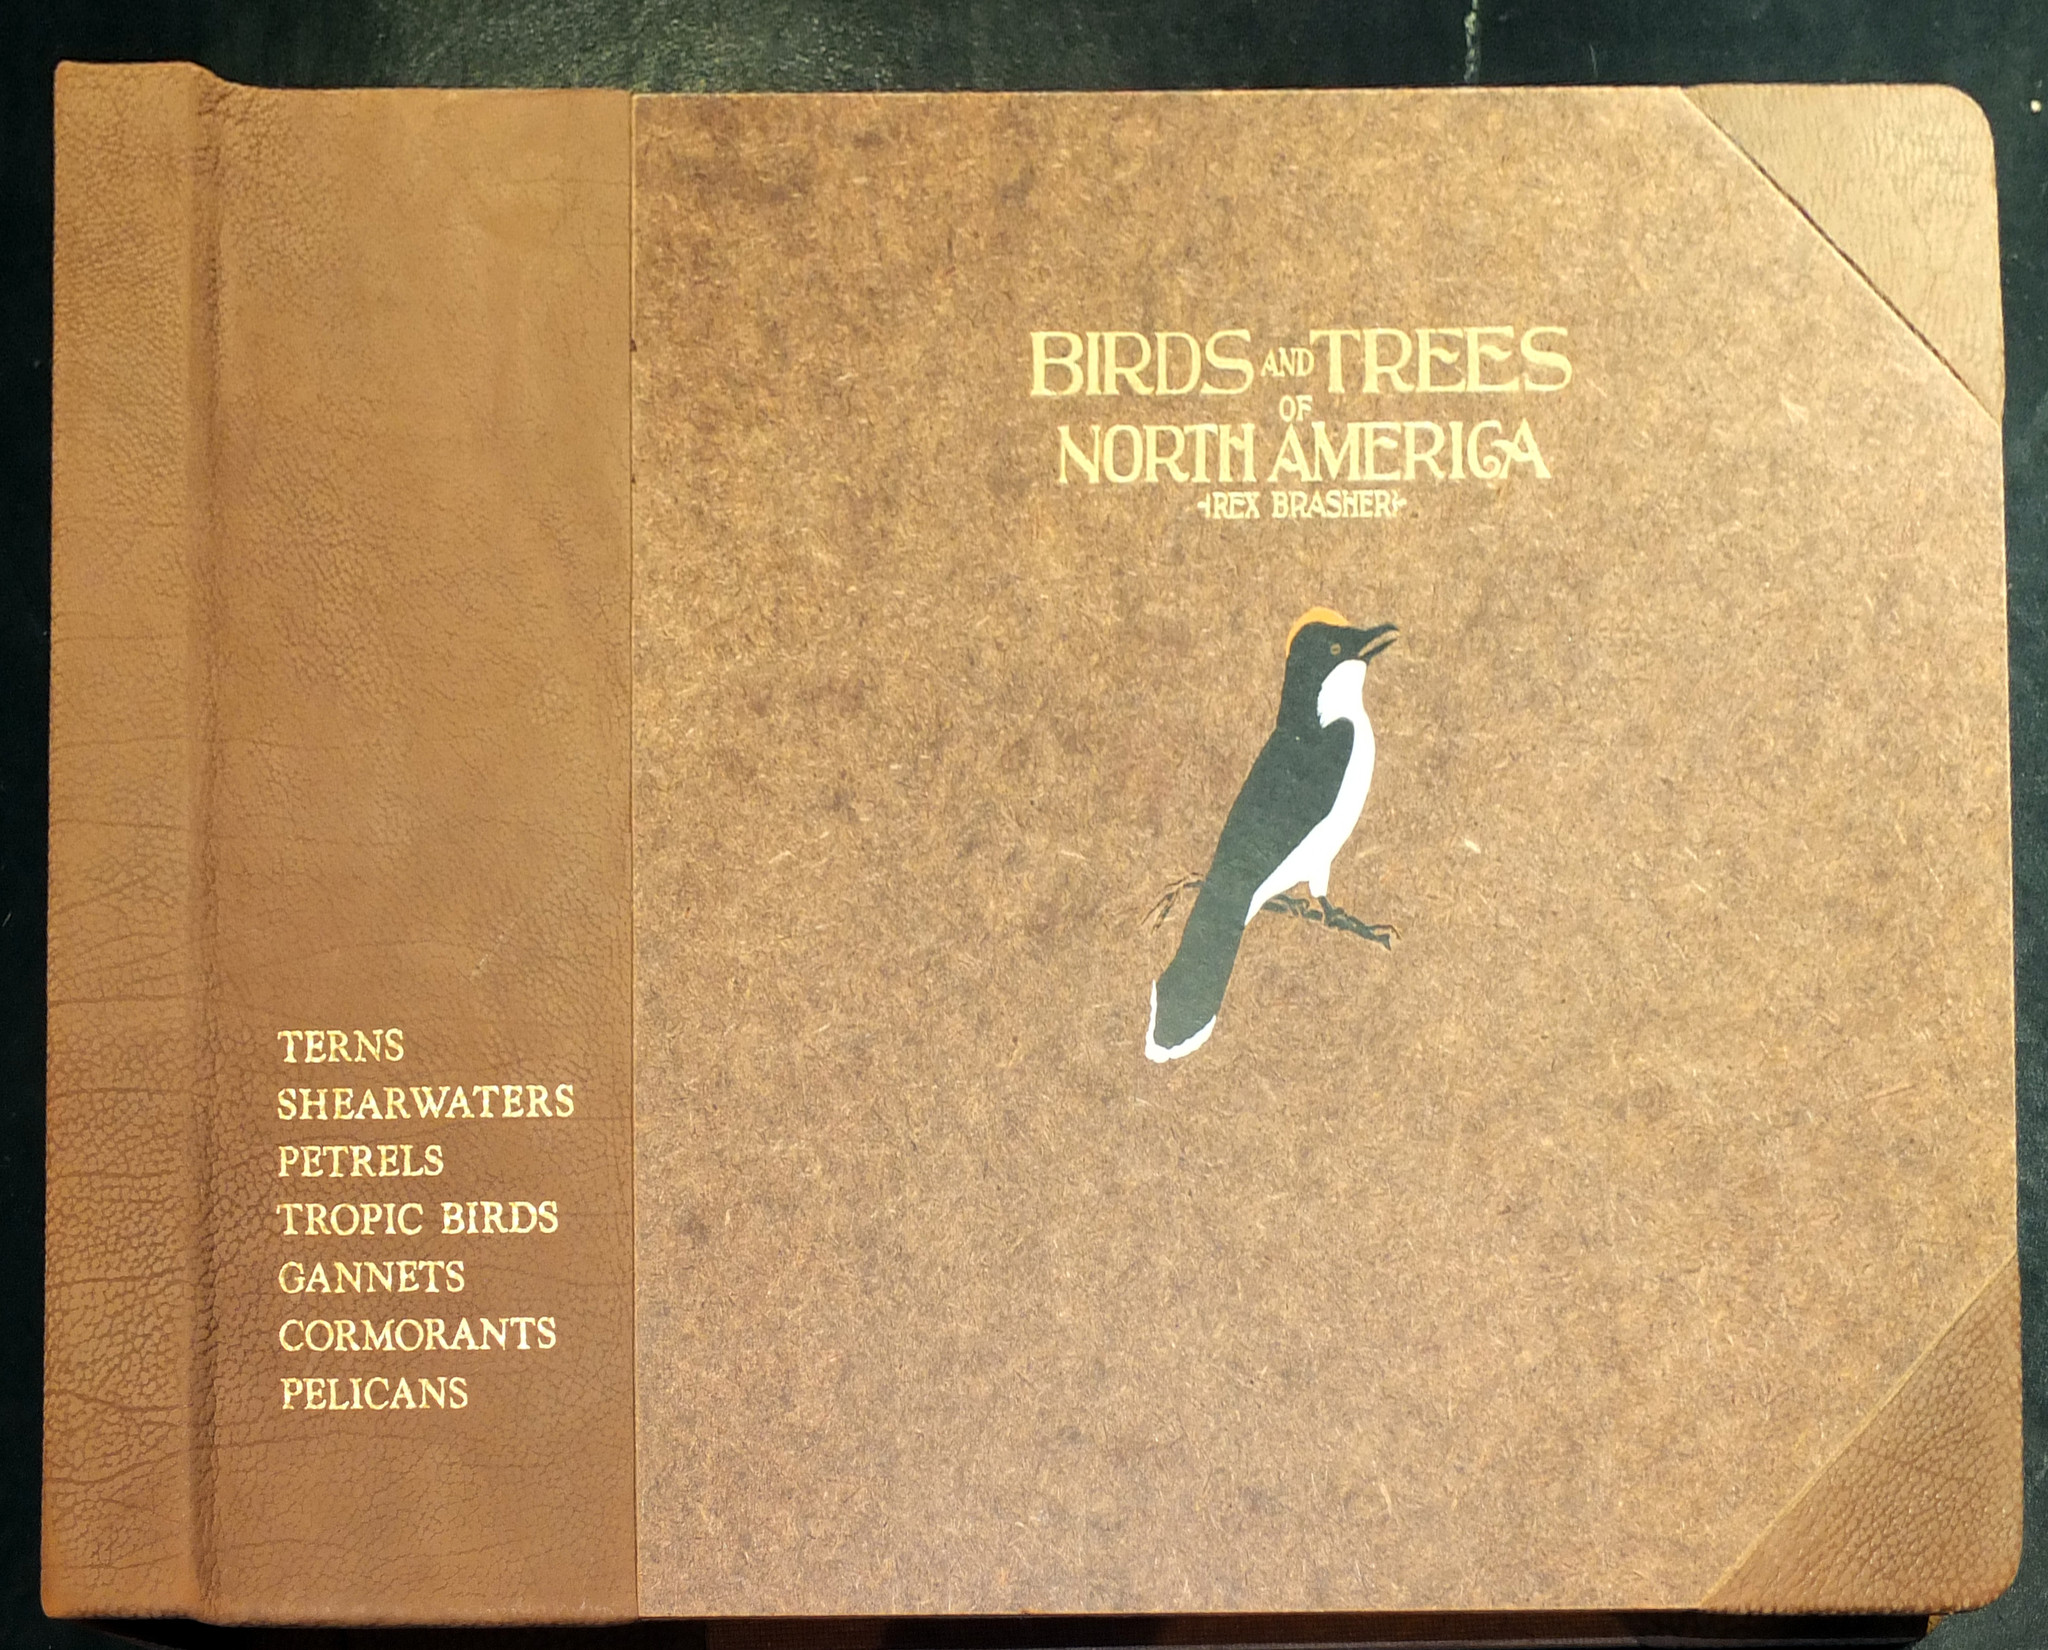 BIRDS AND TREES
OF
NORTH AMERICA
REX BRASHER
TERNS
SHEARWATERS
PETRELS
TROPIC BIRDS
GANNETS
CORMORANTS
PELICANS